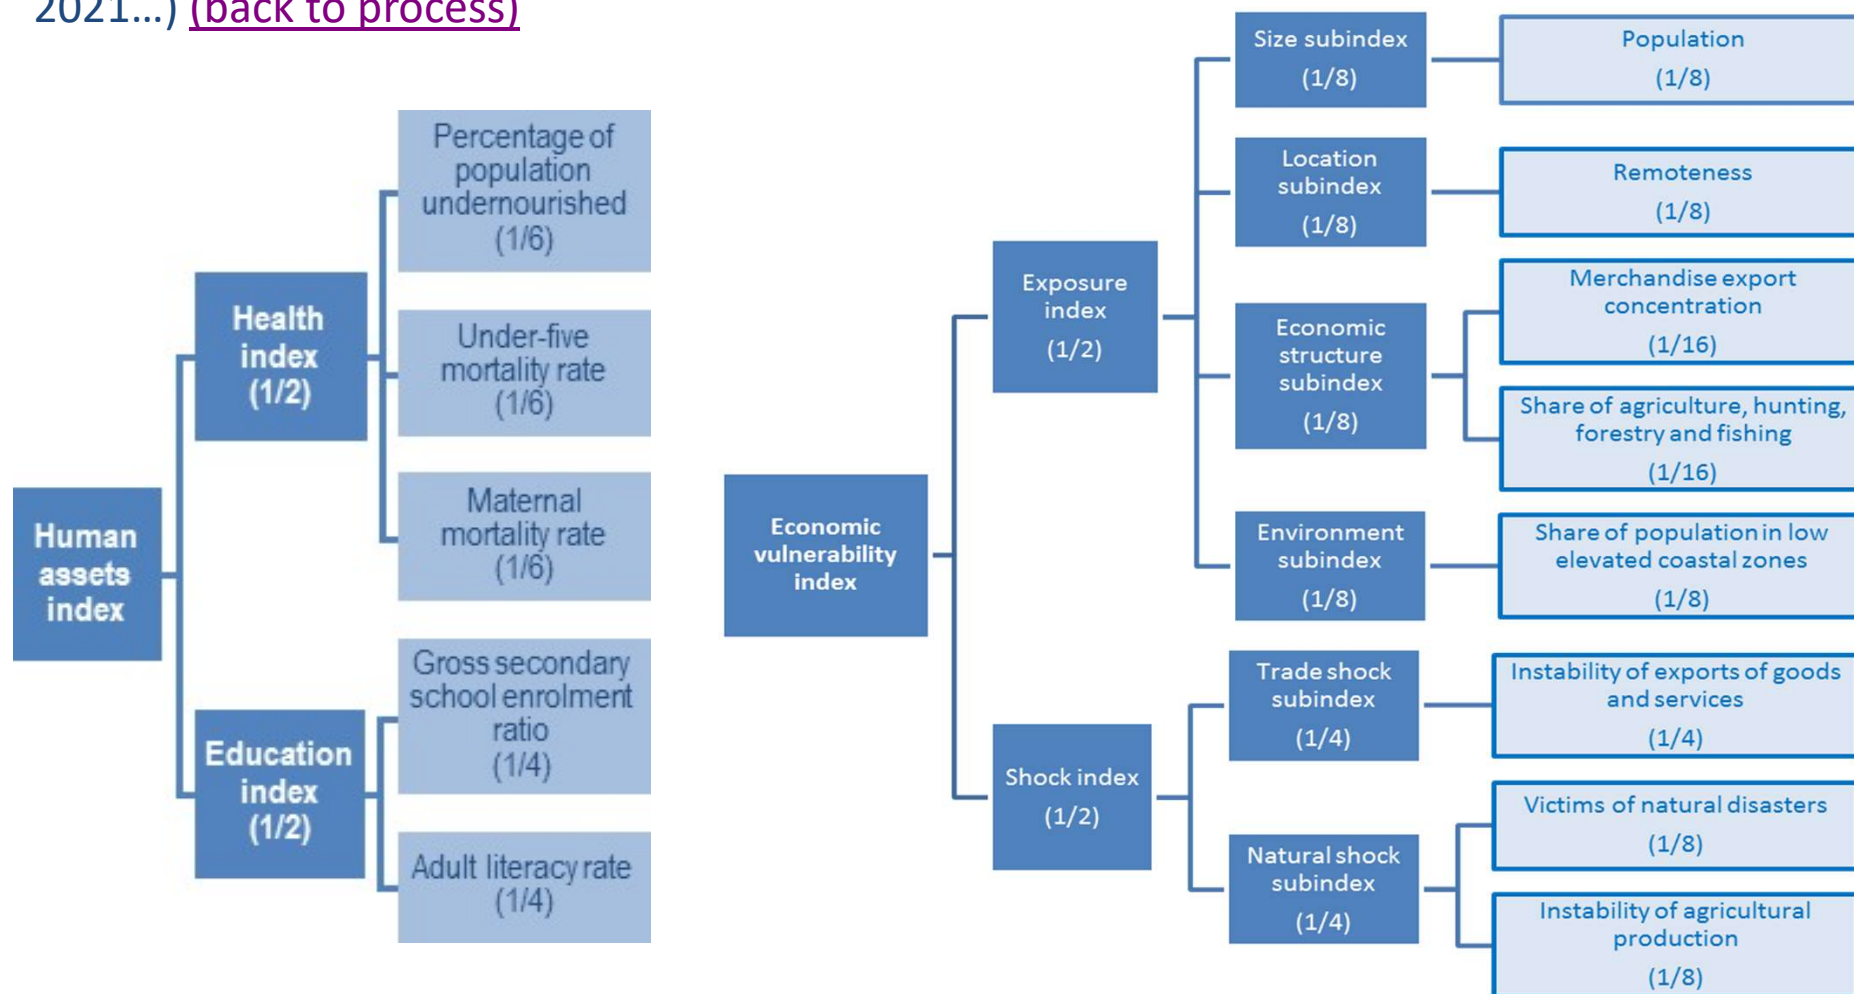 2021...) (back to process)
Human
assets
index
Health
index
(1/2)
Education
index
(1/2)
Percentage of
population
undernourished
(1/6)
Under-five
mortality rate
(1/6)
Maternal
mortality rate
(1/6)
Gross secondary
school enrolment
ratio
(1/4)
Adult literacy rate
(1/4)
Economic
vulnerability
index
Exposure
index
(1/2)
Shock index
(1/2)
Size subindex
(1/8)
Location
subindex
(1/8)
Economic
structure
subindex
(1/8)
Environment
subindex
(1/8)
Trade shock
subindex
(1/4)
Natural shock
subindex
(1/4)
Population
(1/8)
Remoteness
(1/8)
Merchandise export
concentration
(1/16)
Share of agriculture, hunting,
forestry and fishing
(1/16)
Share of population in low
elevated coastal zones
(1/8)
Instability of exports of goods
and services
(1/4)
Victims of natural disasters
(1/8)
Instability of agricultural
production
(1/8)